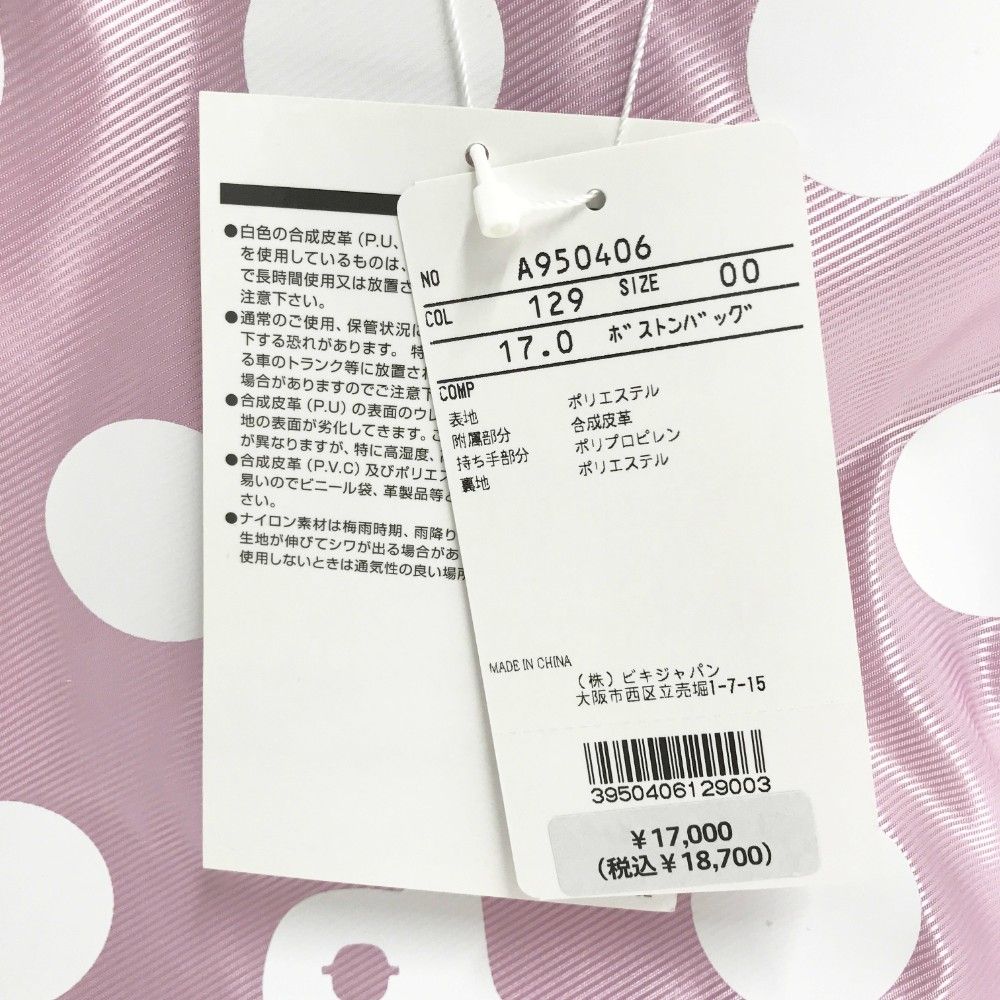 ●白色の合成皮革（P.U、
を使用しているものは、
で長時間使用又は放置さ
注意下さい。
●通常のご使用、保管状況に
下する恐れがあります。 特
る車のトランク等に放置され
場合がありますのでご注意下
●合成皮革（P.U）の表面のウレ
地の表面が劣化してきます。こ
が異なりますが、特に高湿度、
●合成皮革（P.V.C）及びポリエス
易いのでビニール袋、革製品等と
さい。
●ナイロン素材は梅雨時期、雨降り
生地が伸びてシワが出る場合があ
使用しないときは通気性の良い場所
NO A950406
COL 129 SIZE 00
17.0 ボストンバッグ
COMP
表地 ポリエステル
附属部分 合成皮革
持ち手部分 ポリプロピレン
裏地 ポリエステル
MADE IN CHINA
（株）ビキジャパン
大阪市西区立売堀1-7-15
3950406129003
￥17,000
(税込￥18,700)